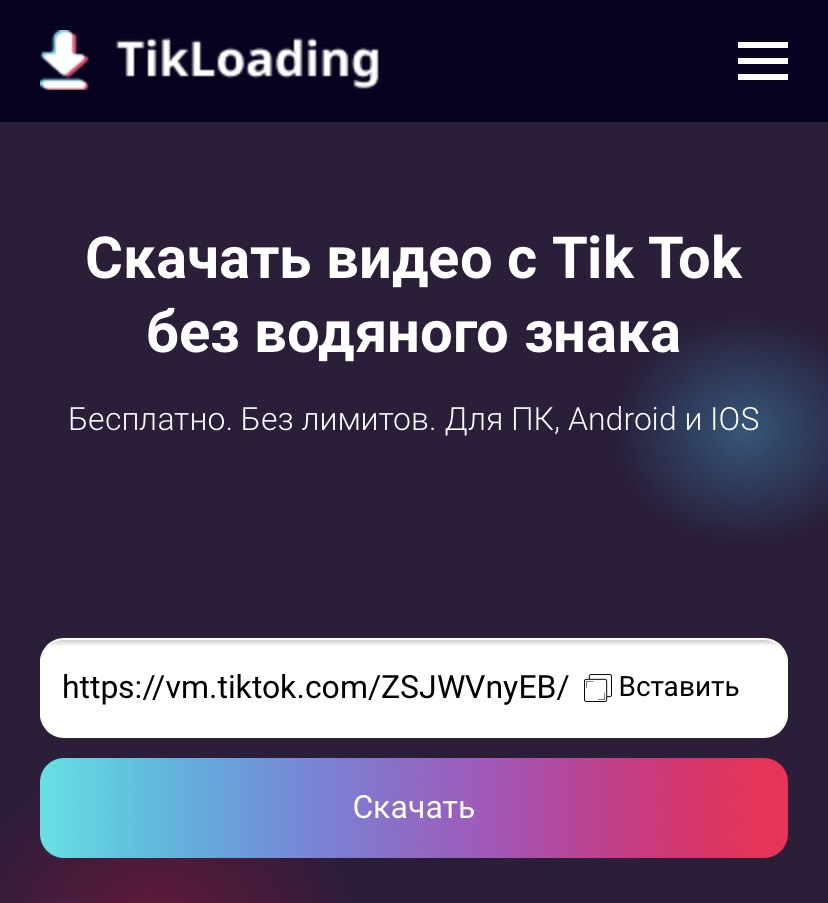 TikLoading
Скачать видео с Tik Tok
без водяного знака
Бесплатно. Без лимитов. Для ПК, Android и IOS
https://vm.tiktok.com/ZSJWVnyEB/ Вставить
Скачать